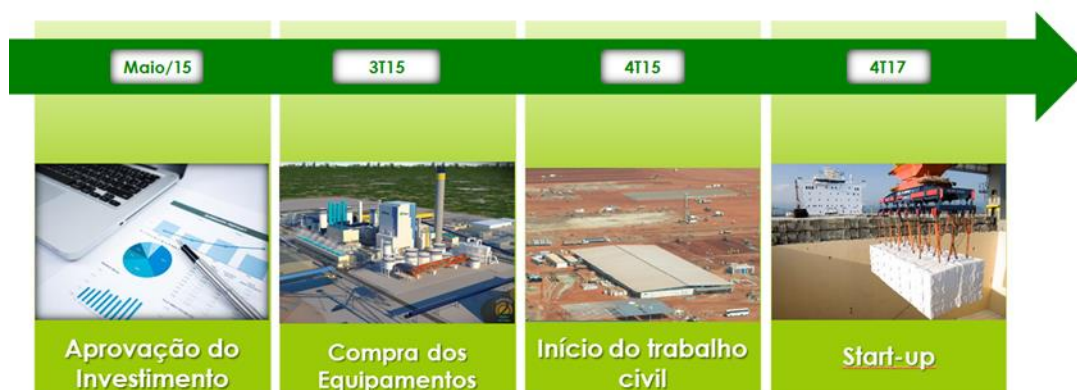 Maio/15
3T15
4T15
4T17
Aprovação do
Investimento
Compra dos
Equipamentos
Início do trabalho
civil
Start-up